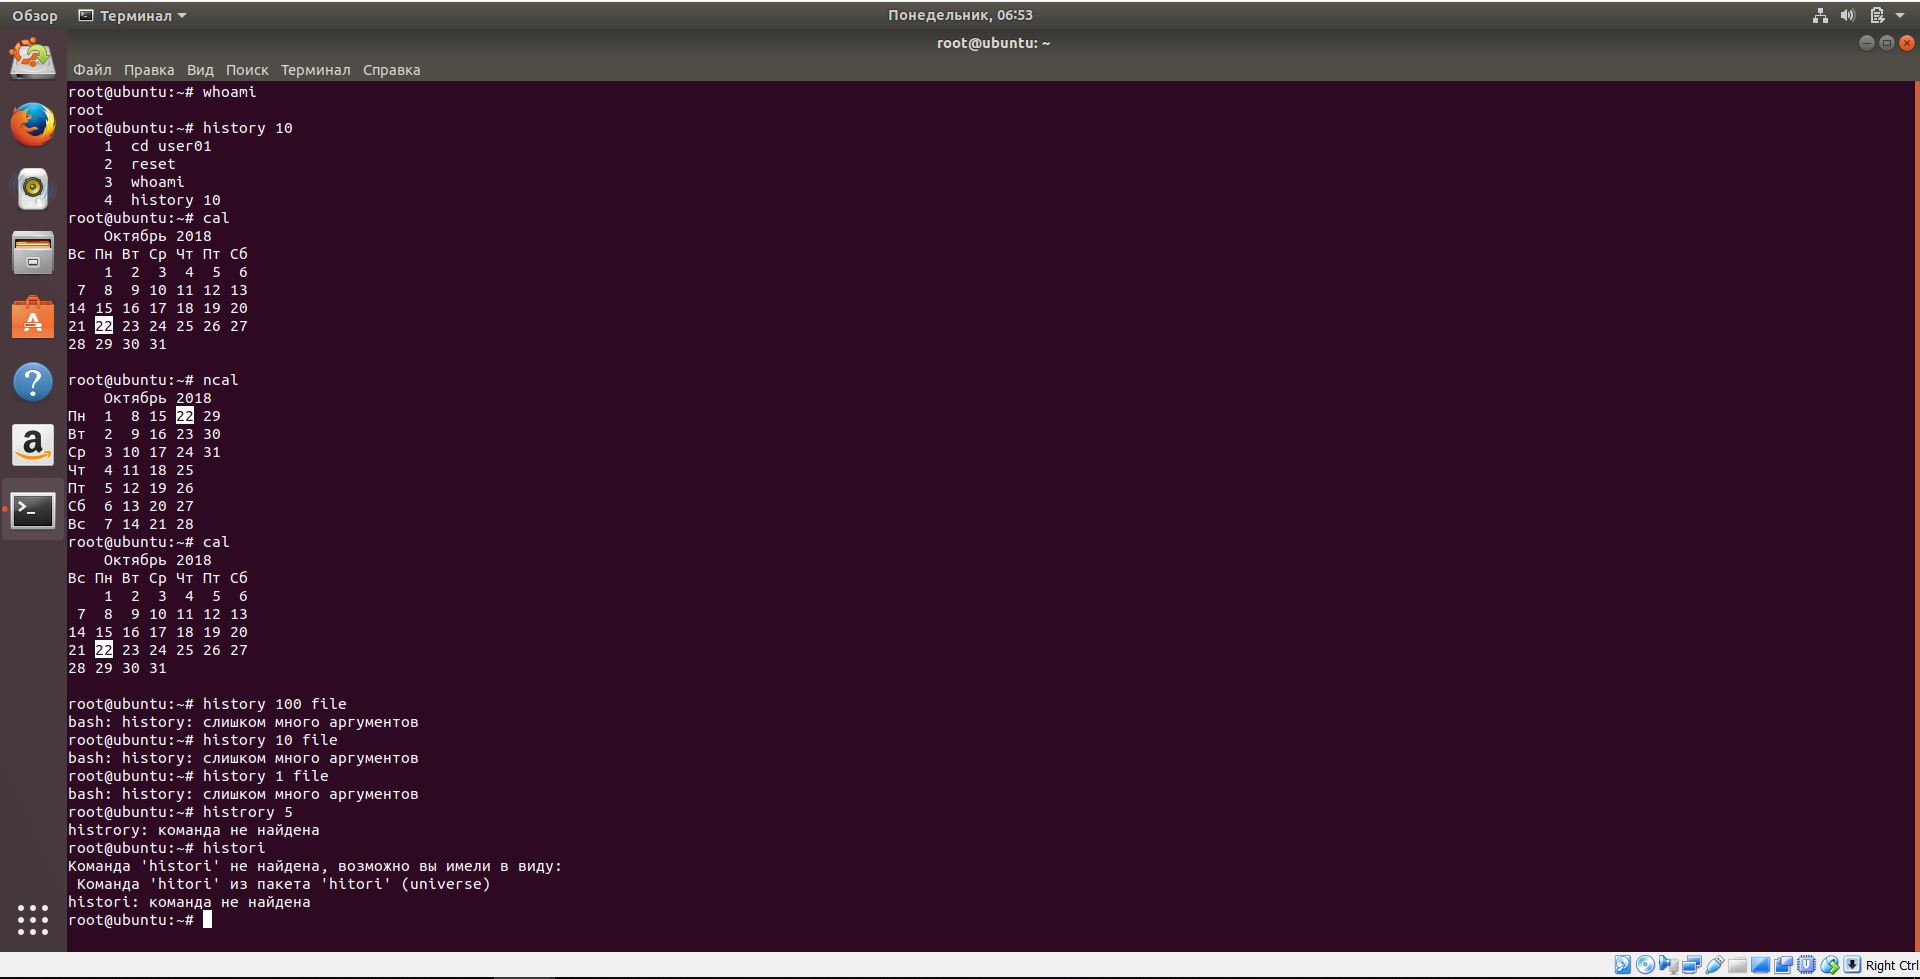 Обзор Терминал Понедельник, 06:53
root@ubuntu: ~
Файл Правка Вид Поиск Терминал Справка
root@ubuntu:~# whoami
root
root@ubuntu:~# history 10
1 cd user01
2 reset
3 whoami
4 history 10
root@ubuntu:~# cal
Октябрь 2018
Вс Пн Вт Ср Чт Пт Сб
1 2 3 4 5 6
7 8 9 10 11 12 13
14 15 16 17 18 19 20
21 22 23 24 25 26 27
28 29 30 31
root@ubuntu:~# ncal
Октябрь 2018
Пн 1 8 15 22 29
Вт 2 9 16 23 30
Ср 3 10 17 24 31
Чт 4 11 18 25
Пт 5 12 19 26
Сб 6 13 20 27
Вс 7 14 21 28
root@ubuntu:~# cal
Октябрь 2018
Вс Пн Вт Ср Чт Пт Сб
1 2 3 4 5 6
7 8 9 10 11 12 13
14 15 16 17 18 19 20
21 22 23 24 25 26 27
28 29 30 31
root@ubuntu:~# history 100 file
bash: history: слишком много аргументов
root@ubuntu:~# history 10 file
bash: history: слишком много аргументов
root@ubuntu:~# history 1 file
bash: history: слишком много аргументов
root@ubuntu:~# histrory 5
histrory: команда не найдена
root@ubuntu:~# histori
Команда 'histori' не найдена, возможно вы имели в виду:
Команда 'hitori' из пакета 'hitori' (universe)
histori: команда не найдена
root@ubuntu:~#
Right Ctrl